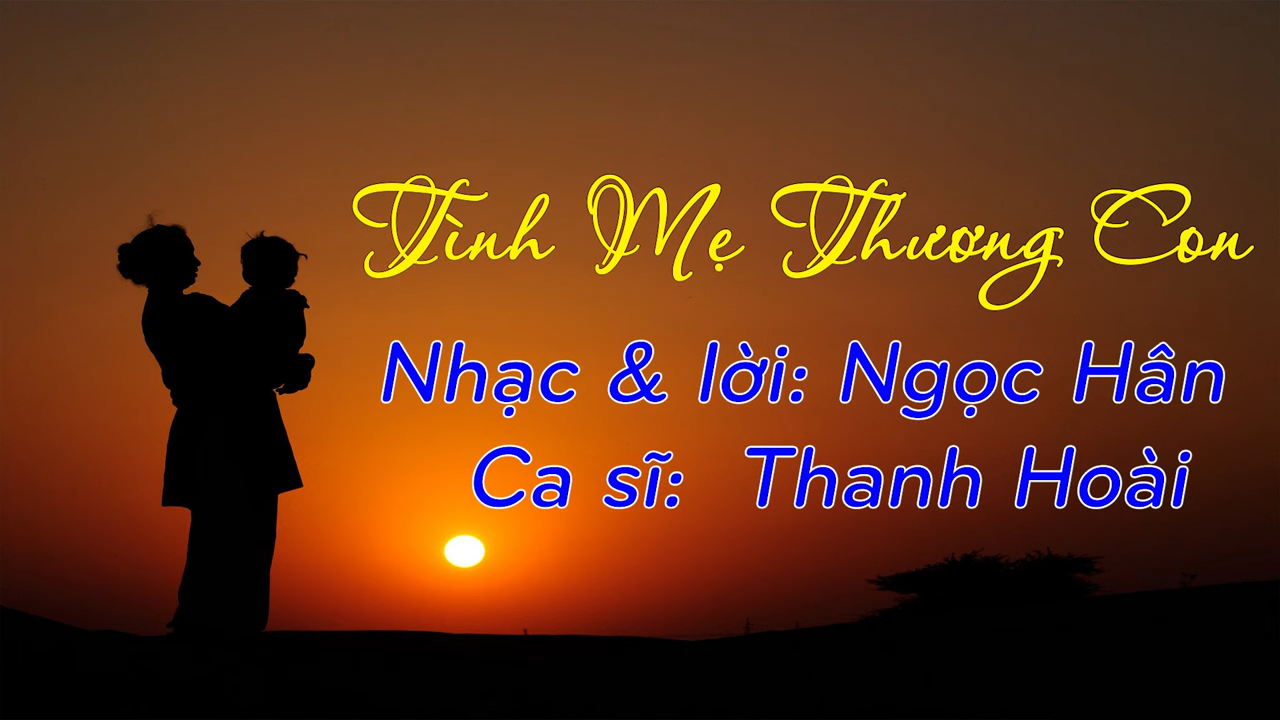 Tình Mẹ Thương Con
Nhạc & lời: Ngọc Hân
Ca sĩ: Thanh Hoài